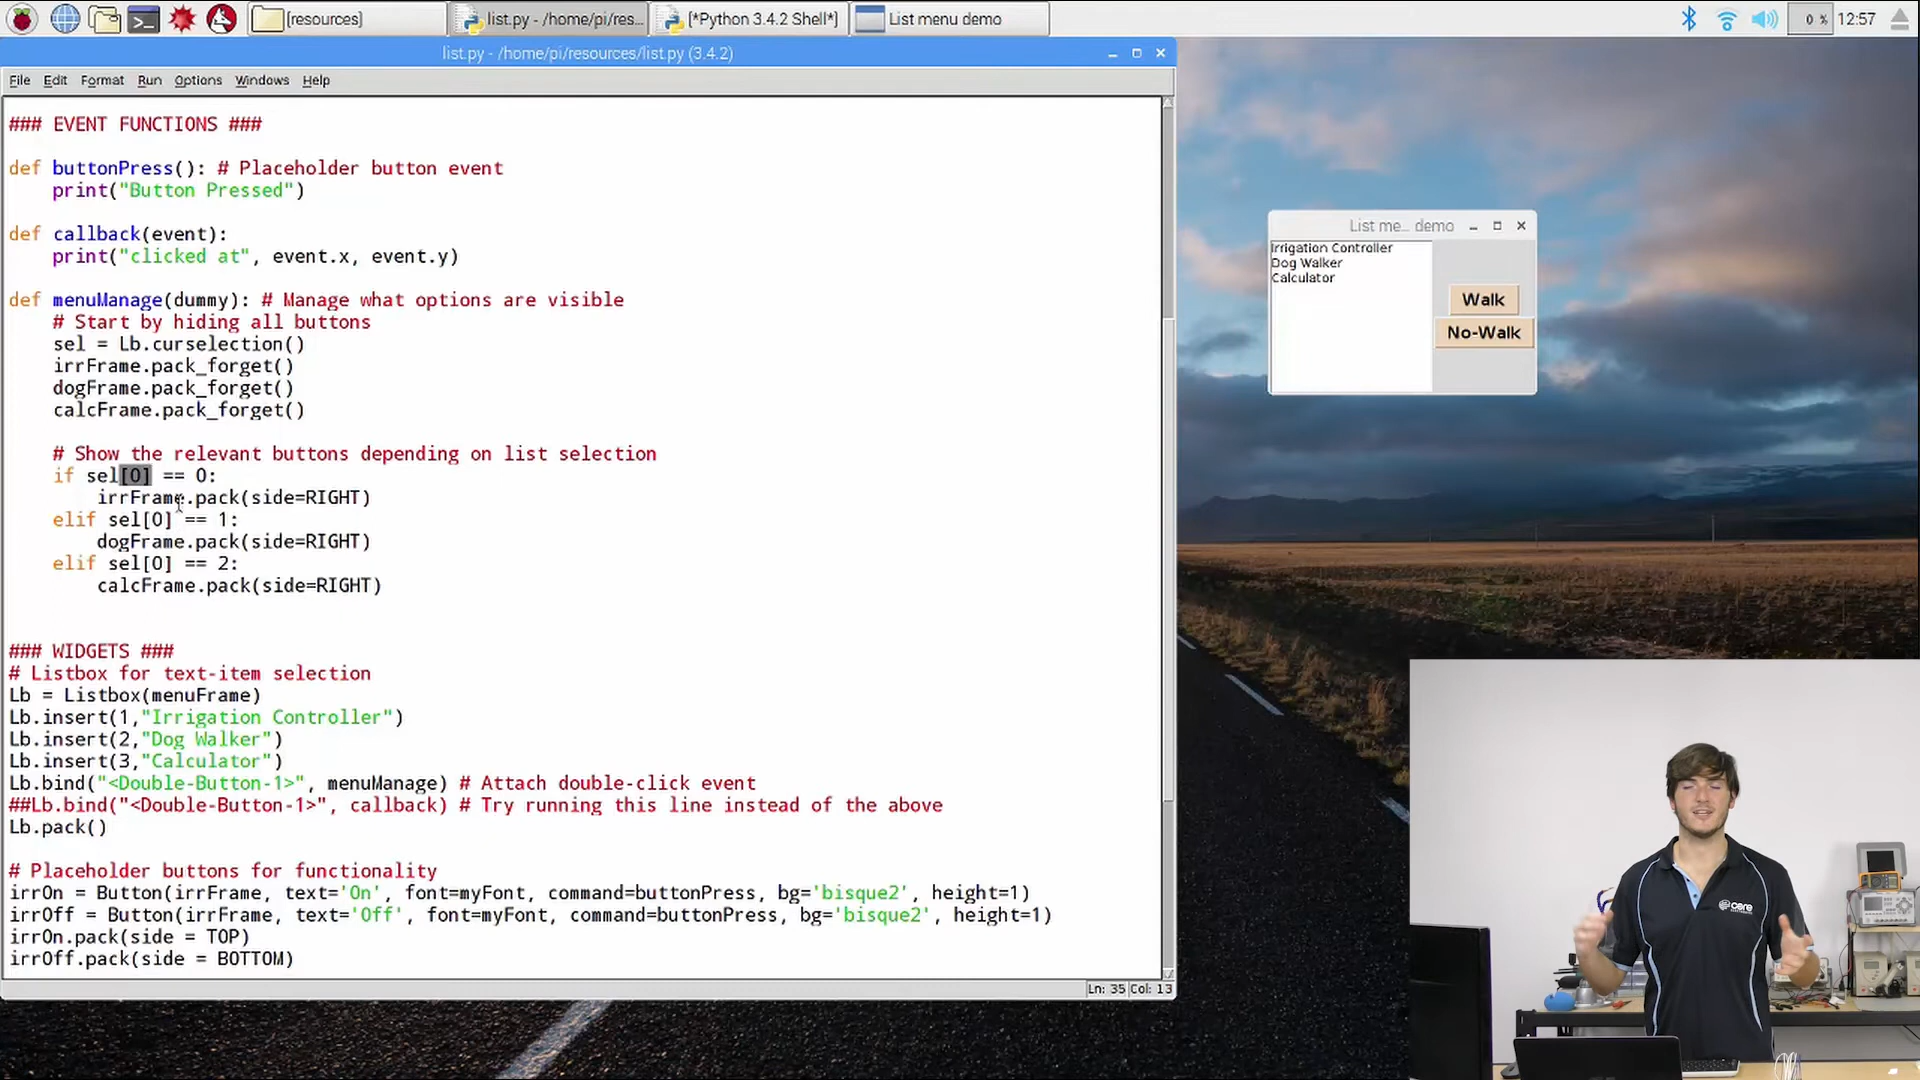 [resources]
list.py - /home/pi/res...
[*Python 3.4.2 Shell*]
List menu demo
0 %
12:57
list.py - /home/pi/resources/list.py (3.4.2)
File Edit Format Run Options Windows Help
### EVENT FUNCTIONS ###
def buttonPress(): # Placeholder button event
    print("Button Pressed")
def callback(event):
    print("clicked at", event.x, event.y)
def menuManage(dummy): # Manage what options are visible
    # Start by hiding all buttons
    sel = Lb.curselection()
    irrFrame.pack_forget()
    dogFrame.pack_forget()
    calcFrame.pack_forget()
    # Show the relevant buttons depending on list selection
    if sel[0] == 0:
        irrFrame.pack(side=RIGHT)
    elif sel[0] == 1:
        dogFrame.pack(side=RIGHT)
    elif sel[0] == 2:
        calcFrame.pack(side=RIGHT)
### WIDGETS ###
# Listbox for text-item selection
Lb = Listbox(menuFrame)
Lb.insert(1,"Irrigation Controller")
Lb.insert(2,"Dog Walker")
Lb.insert(3,"Calculator")
Lb.bind("<Double-Button-1>", menuManage) # Attach double-click event
##Lb.bind("<Double-Button-1>", callback) # Try running this line instead of the above
Lb.pack()
# Placeholder buttons for functionality
irrOn = Button(irrFrame, text='On', font=myFont, command=buttonPress, bg='bisque2', height=1)
irrOff = Button(irrFrame, text='Off', font=myFont, command=buttonPress, bg='bisque2', height=1)
irrOn.pack(side = TOP)
irrOff.pack(side = BOTTOM)
Ln: 35 Col: 13
List me... demo
Irrigation Controller
Dog Walker
Calculator
Walk
No-Walk
core